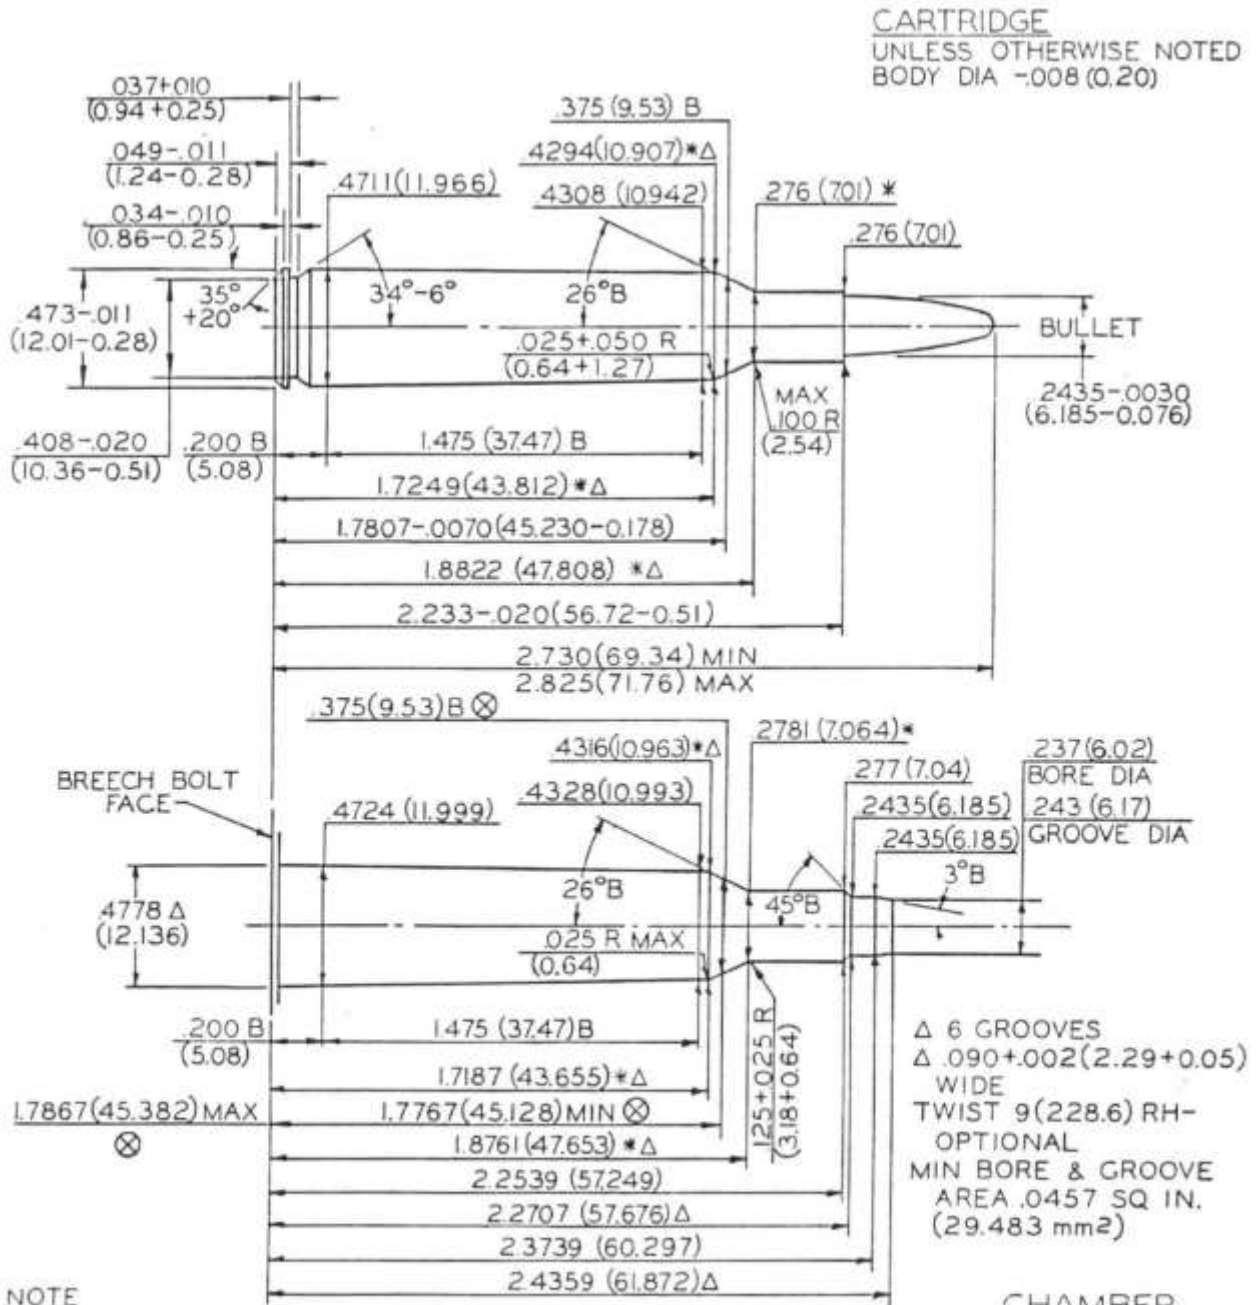 CARTRIDGE
UNLESS OTHERWISE NOTED
BODY DIA -.008 (0.20)
.037+.010
(0.94+0.25)
.375 (9.53) B
.049-.011
(1.24-0.28)
.4294(10.907)*Δ
.4711(11.966)
.4308 (10.942)
.276 (7.01) *
.034-.010
(0.86-0.25)
.276 (7.01)
35°
+20°
34°-6°
26°B
.473-.011
(12.01-0.28)
BULLET
.025+.050 R
(0.64+1.27)
.2435-.0030
(6.185-0.076)
MAX
.100 R
(2.54)
.408-.020
(10.36-0.51)
.200 B
(5.08)
1.475 (37.47) B
1.7249(43.812)*Δ
1.7807-.0070(45.230-0.178)
1.8822 (47.808) *Δ
2.233-.020(56.72-0.51)
2.730(69.34) MIN
2.825(71.76) MAX
.375(9.53)B ⊗
.2781 (7.064)*
.4316(10.963)*Δ
.237(6.02)
BORE DIA
BREECH BOLT
FACE
.277 (7.04)
.4328(10.993)
.4724 (11.999)
.2435(6.185)
.243 (6.17)
GROOVE DIA
.2435(6.185)
26°B
45°B
3°B
.4778 Δ
(12.136)
.025 R MAX
(0.64)
.200 B
(5.08)
1.475 (37.47)B
.125+.025 R
(3.18+0.64)
Δ 6 GROOVES
Δ .090+.002(2.29+0.05)
WIDE
TWIST 9(228.6) RH-
OPTIONAL
MIN BORE & GROOVE
AREA .0457 SQ IN.
(29.483 mm2)
1.7187 (43.655)*Δ
1.7867(45.382) MAX
⊗
1.7767(45.128) MIN ⊗
1.8761(47.653) *Δ
2.2539 (57.249)
2.2707 (57.676)Δ
2.3739 (60.297)
2.4359 (61.872)Δ
NOTE
CHAMBER